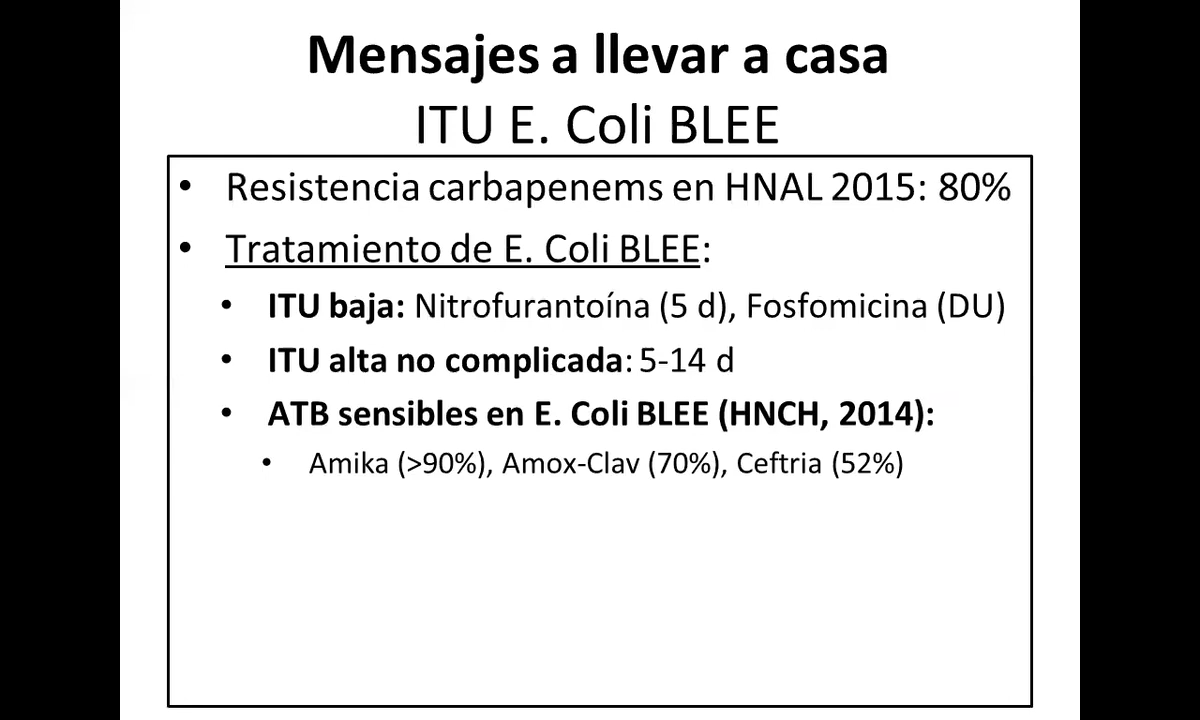 Mensajes a llevar a casa
ITU E. Coli BLEE
• Resistencia carbapenems en HNAL 2015: 80%
• Tratamiento de E. Coli BLEE:
• ITU baja: Nitrofurantoína (5 d), Fosfomicina (DU)
• ITU alta no complicada: 5-14 d
• ATB sensibles en E. Coli BLEE (HNCH, 2014):
• Amika (>90%), Amox-Clav (70%), Ceftria (52%)